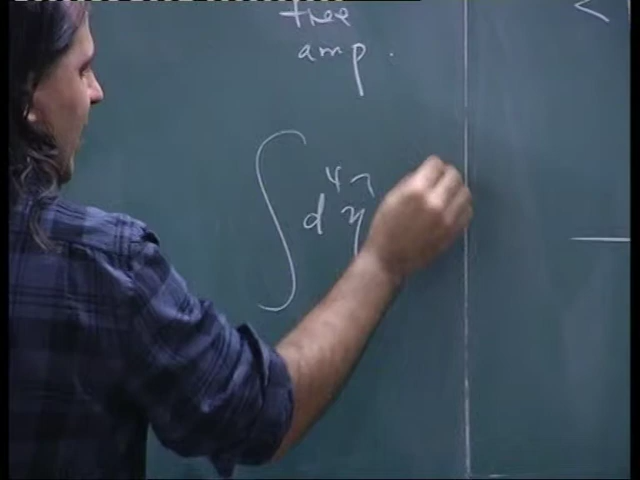 tree
amp.
<
∫ d⁴η̃